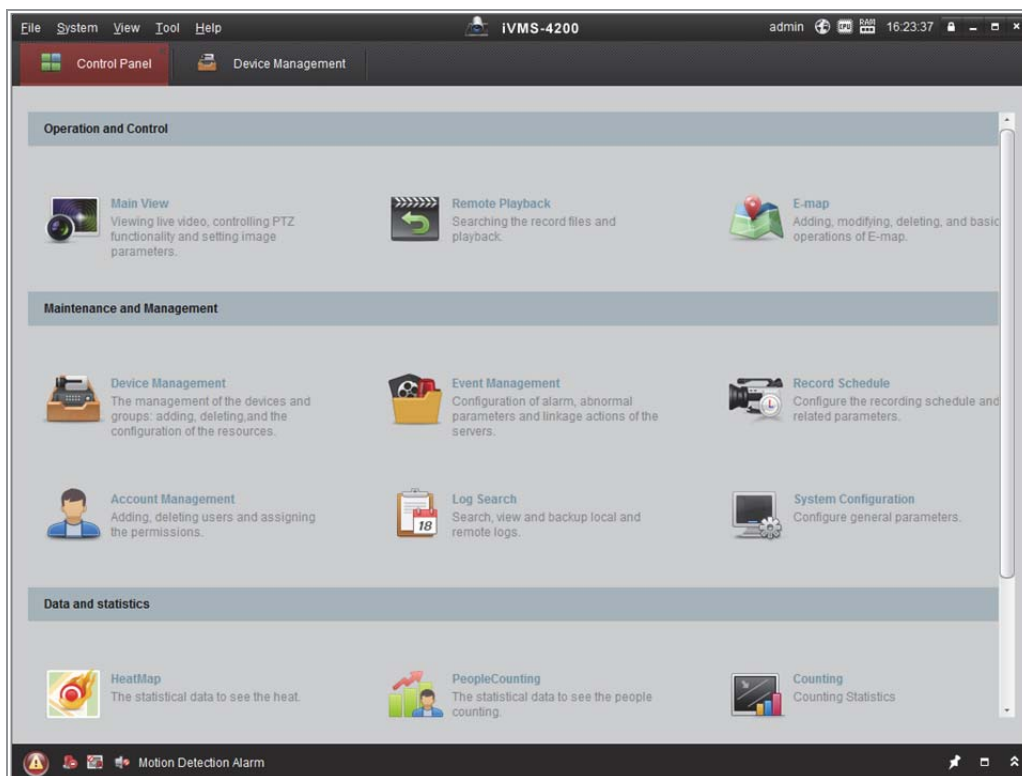 File System View Tool Help iVMS-4200 admin CPU RAM 16:23:37
Control Panel Device Management
Operation and Control
Main View
Viewing live video, controlling PTZ
functionality and setting image
parameters.
Remote Playback
Searching the record files and
playback.
E-map
Adding, modifying, deleting, and basic
operations of E-map.
Maintenance and Management
Device Management
The management of the devices and
groups: adding, deleting,and the
configuration of the resources.
Event Management
Configuration of alarm, abnormal
parameters and linkage actions of the
servers.
Record Schedule
Configure the recording schedule and
related parameters.
Account Management
Adding, deleting users and assigning
the permissions.
Log Search
Search, view and backup local and
remote logs.
18
System Configuration
Configure general parameters.
Data and statistics
HeatMap
The statistical data to see the heat.
PeopleCounting
The statistical data to see the people
counting.
Counting
Counting Statistics
Motion Detection Alarm